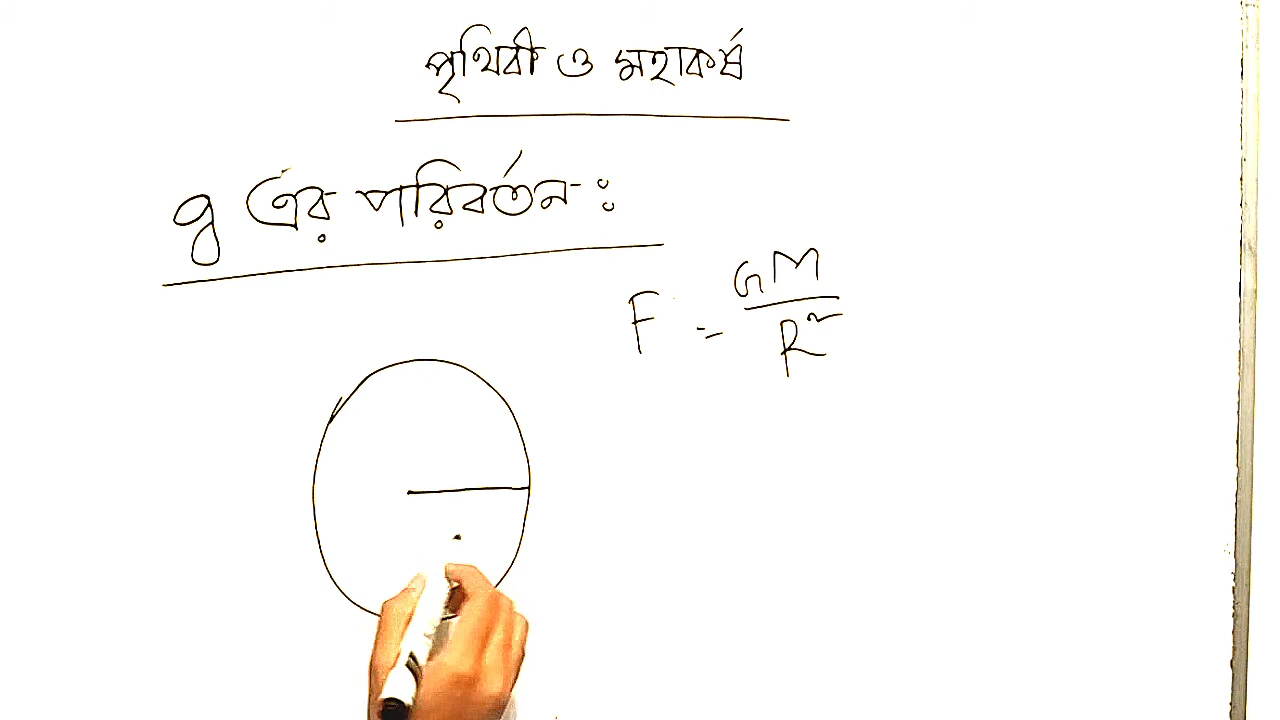 পৃথিবী ও মহাকর্ষ
g এর পরিবর্তন :
F = GM/R²